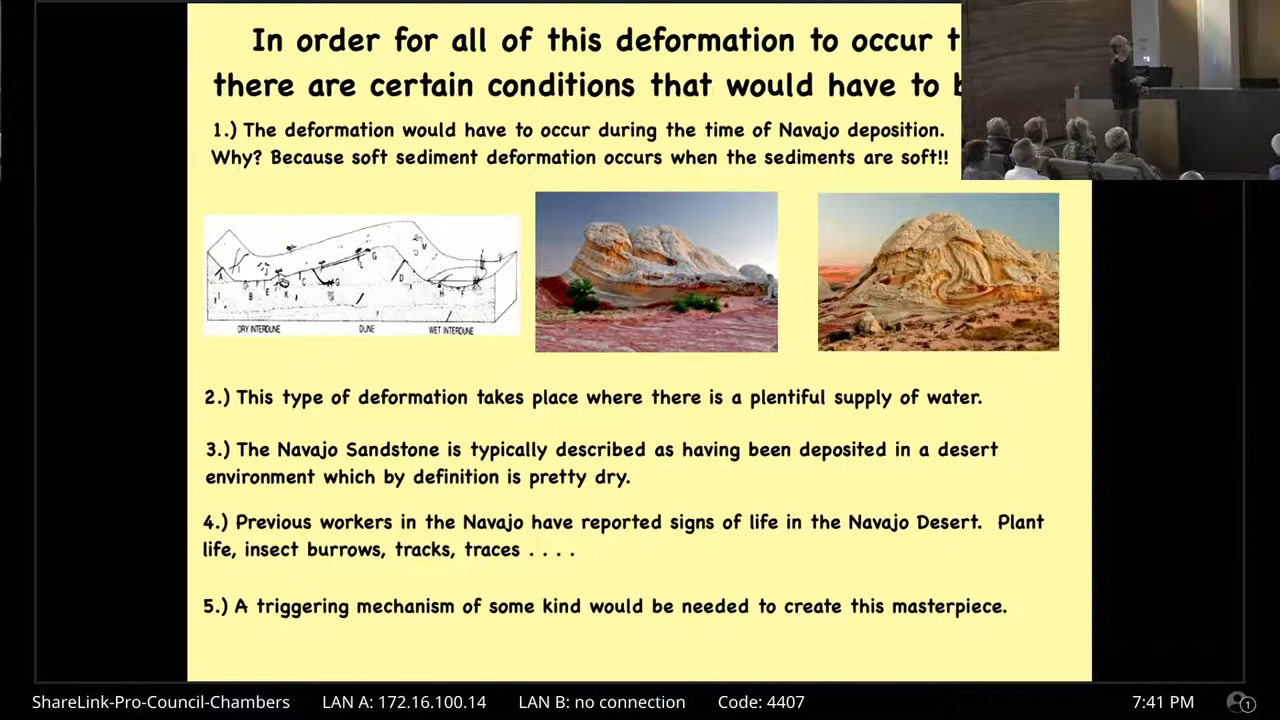 In order for all of this deformation to occur
there are certain conditions that would have to
1.) The deformation would have to occur during the time of Navajo deposition.
Why? Because soft sediment deformation occurs when the sediments are soft!!
DRY INTERDUNE DUNE WET INTERDUNE
2.) This type of deformation takes place where there is a plentiful supply of water.
3.) The Navajo Sandstone is typically described as having been deposited in a desert
environment which by definition is pretty dry.
4.) Previous workers in the Navajo have reported signs of life in the Navajo Desert. Plant
life, insect burrows, tracks, traces . . . .
5.) A triggering mechanism of some kind would be needed to create this masterpiece.
ShareLink-Pro-Council-Chambers LAN A: 172.16.100.14 LAN B: no connection Code: 4407 7:41 PM 1